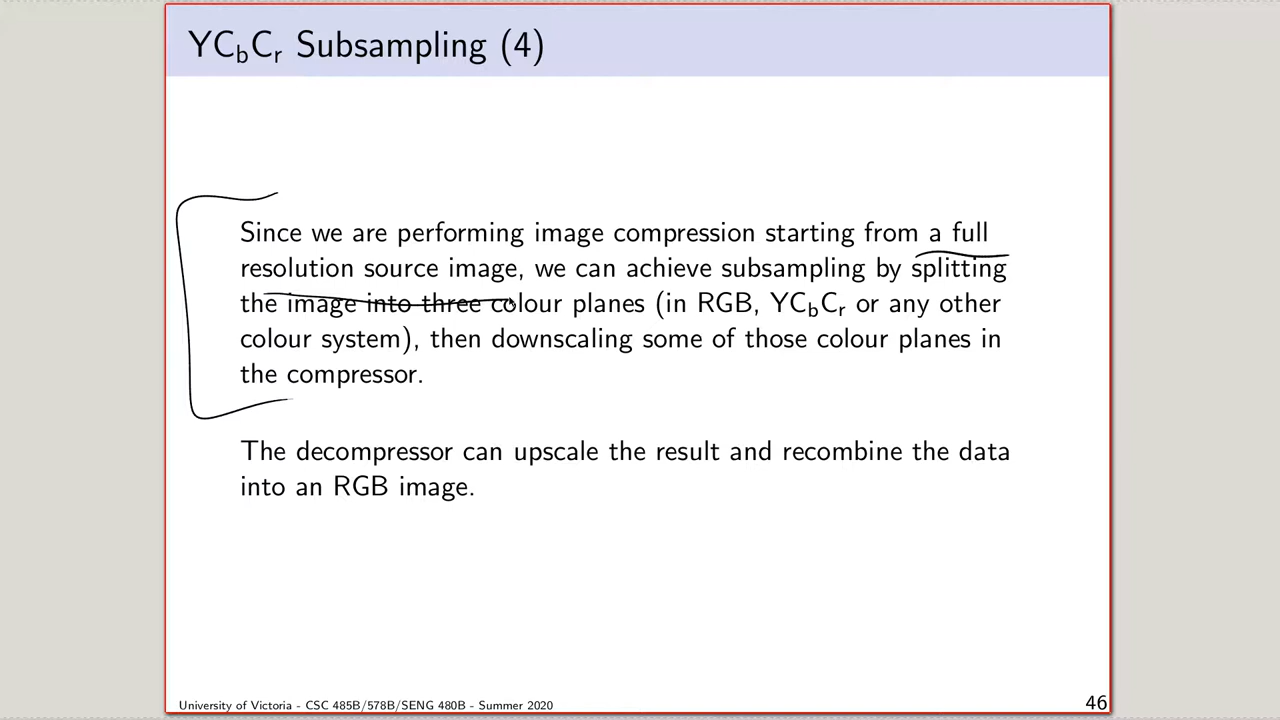 YCbCr Subsampling (4)
Since we are performing image compression starting from a full
resolution source image, we can achieve subsampling by splitting
the image into three colour planes (in RGB, YCbCr or any other
colour system), then downscaling some of those colour planes in
the compressor.
The decompressor can upscale the result and recombine the data
into an RGB image.
University of Victoria - CSC 485B/578B/SENG 480B - Summer 2020
46